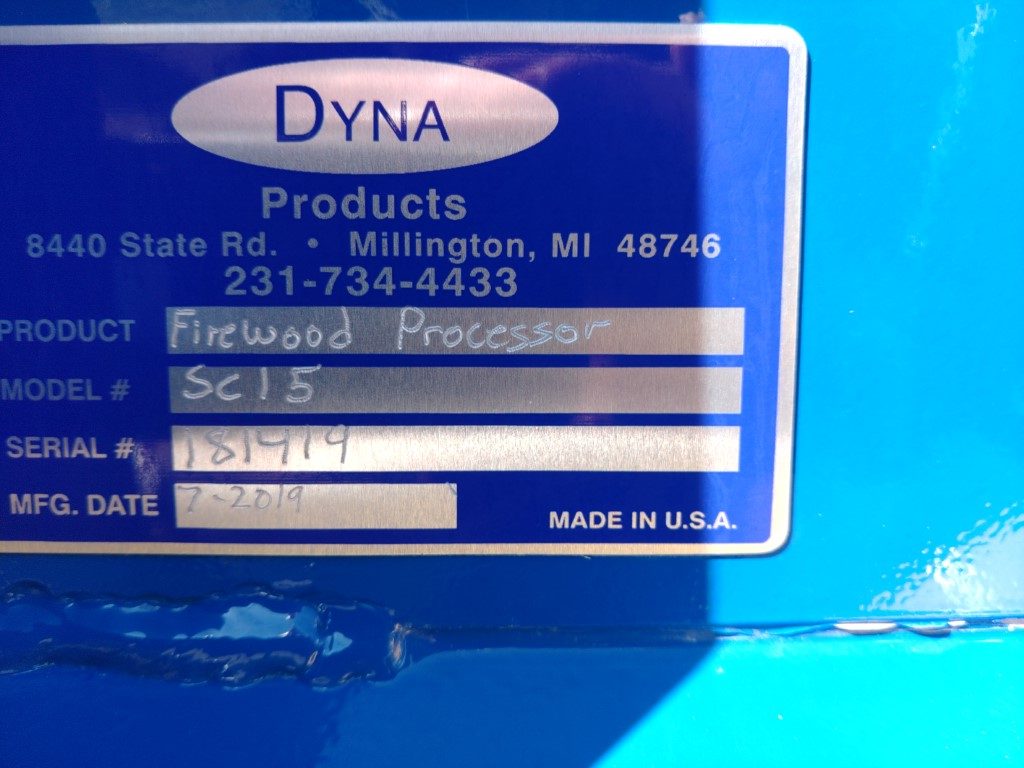 DYNA
Products
8440 State Rd. • Millington, MI 48746
231-734-4433
PRODUCT Firewood Processor
MODEL # SC15
SERIAL # 181419
MFG. DATE 7-2019
MADE IN U.S.A.